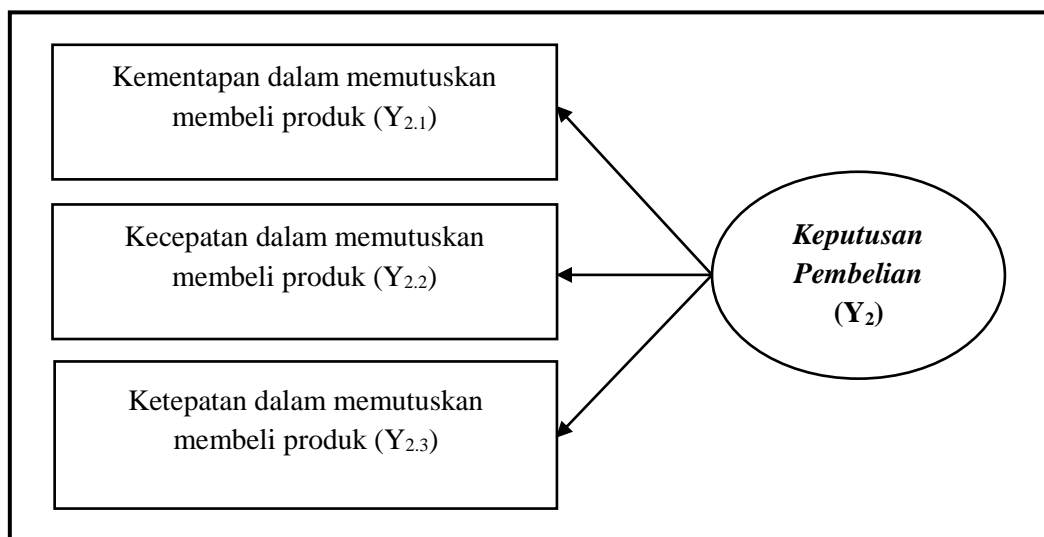 Kementapan dalam memutuskan
membeli produk (Y2.1)
Kecepatan dalam memutuskan
membeli produk (Y2.2)
Ketepatan dalam memutuskan
membeli produk (Y2.3)
Keputusan
Pembelian
(Y2)